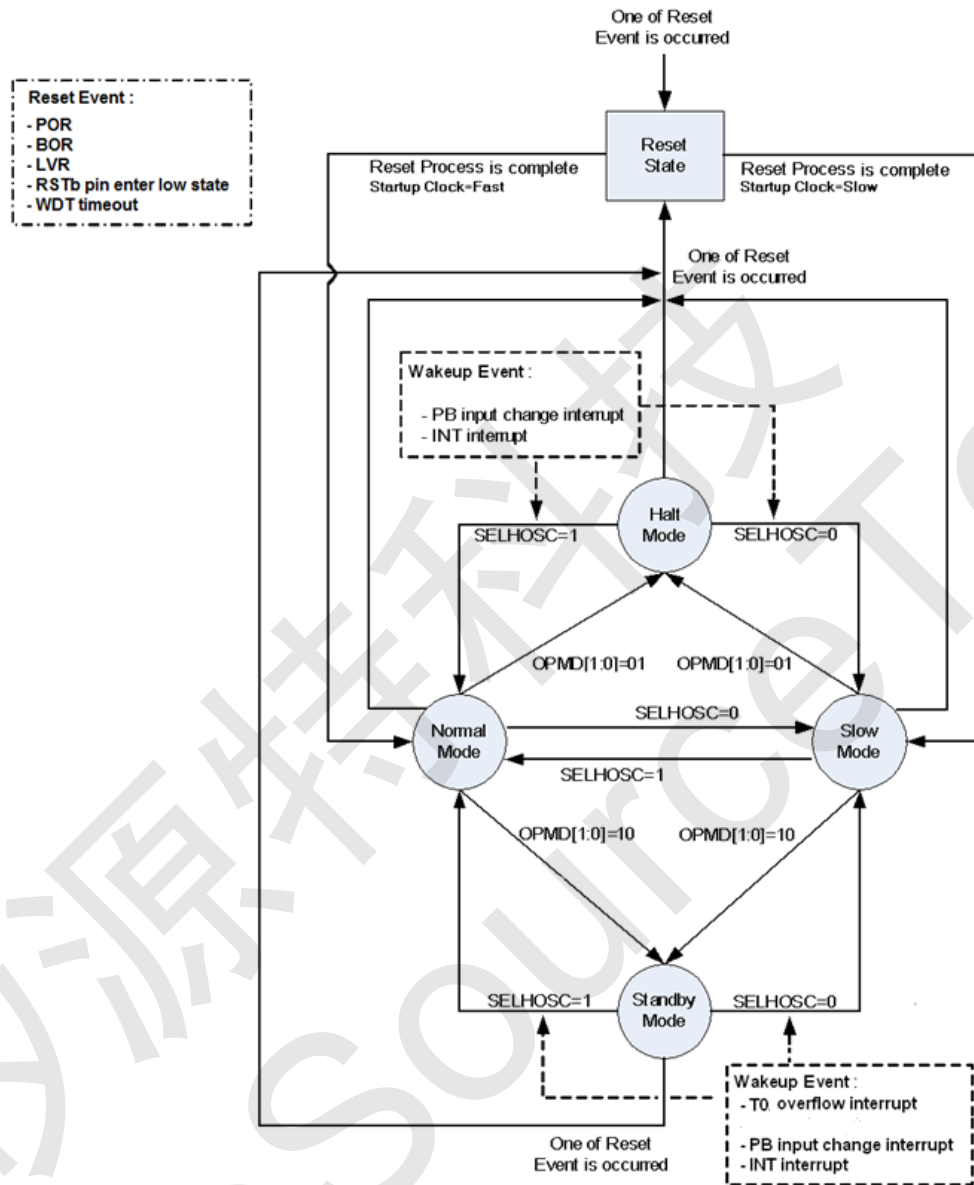 One of Reset
Event is occurred
Reset Event :
- POR
- BOR
- LVR
- RSTb pin enter low state
- WDT timeout
Reset
State
Reset Process is complete
Startup Clock=Fast
Reset Process is complete
Startup Clock=Slow
One of Reset
Event is occurred
Wakeup Event :
- PB input change interrupt
- INT interrupt
Halt
Mode
SELHOSC=1
SELHOSC=0
OPMD[1:0]=01
OPMD[1:0]=01
SELHOSC=0
Normal
Mode
Slow
Mode
SELHOSC=1
OPMD[1:0]=10
OPMD[1:0]=10
Standby
Mode
SELHOSC=1
SELHOSC=0
Wakeup Event :
- T0 overflow interrupt
- PB input change interrupt
- INT interrupt
One of Reset
Event is occurred
源特科技
Source